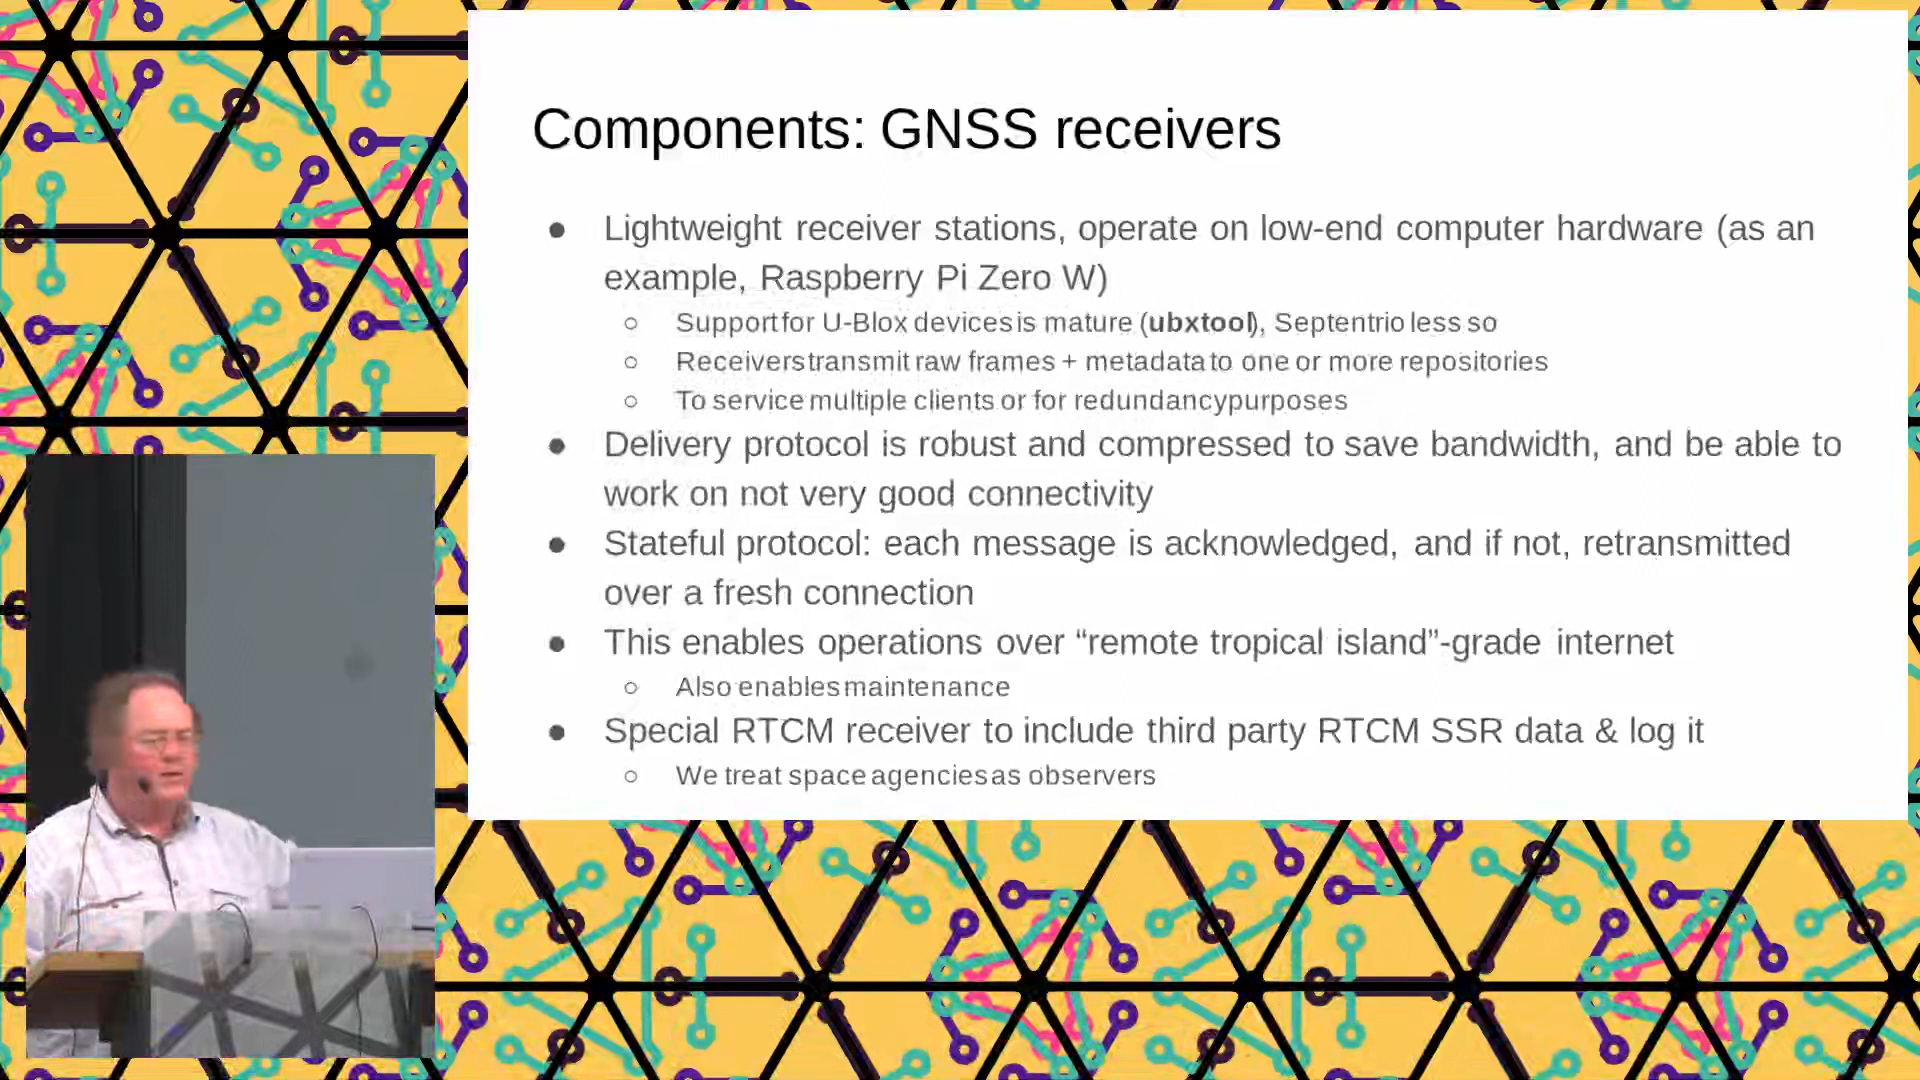 Components: GNSS receivers
● Lightweight receiver stations, operate on low-end computer hardware (as an
example, Raspberry Pi Zero W)
○ Support for U-Blox devices is mature (ubxtool), Septentrio less so
○ Receivers transmit raw frames + metadata to one or more repositories
○ To service multiple clients or for redundancy purposes
● Delivery protocol is robust and compressed to save bandwidth, and be able to
work on not very good connectivity
● Stateful protocol: each message is acknowledged, and if not, retransmitted
over a fresh connection
● This enables operations over “remote tropical island”-grade internet
○ Also enables maintenance
● Special RTCM receiver to include third party RTCM SSR data & log it
○ We treat space agencies as observers